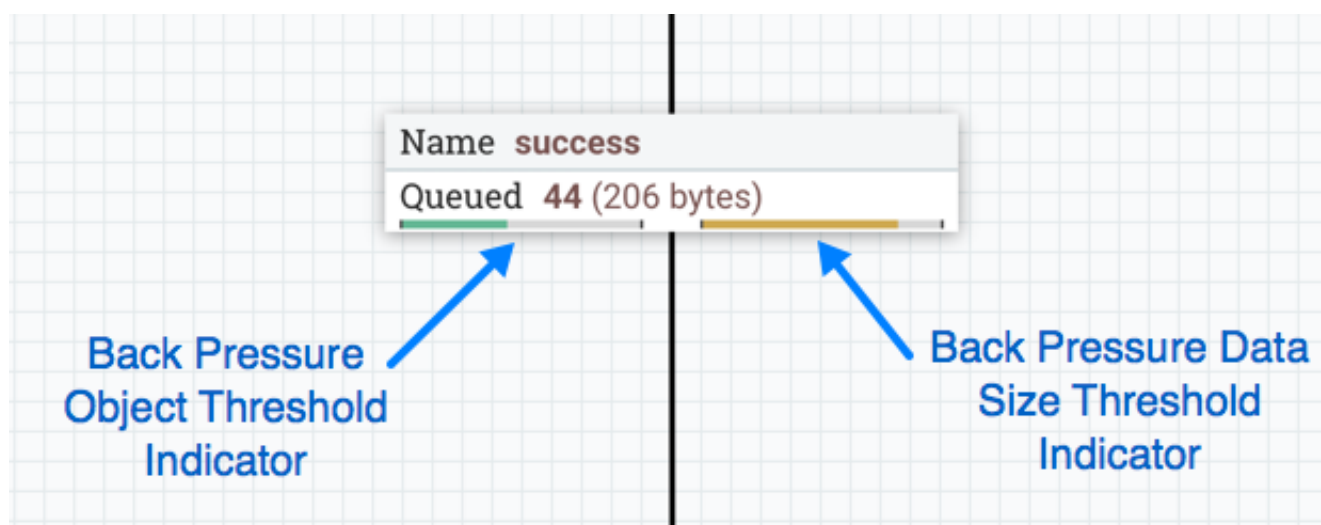 Name success
Queued 44 (206 bytes)
Back Pressure
Object Threshold
Indicator
Back Pressure Data
Size Threshold
Indicator